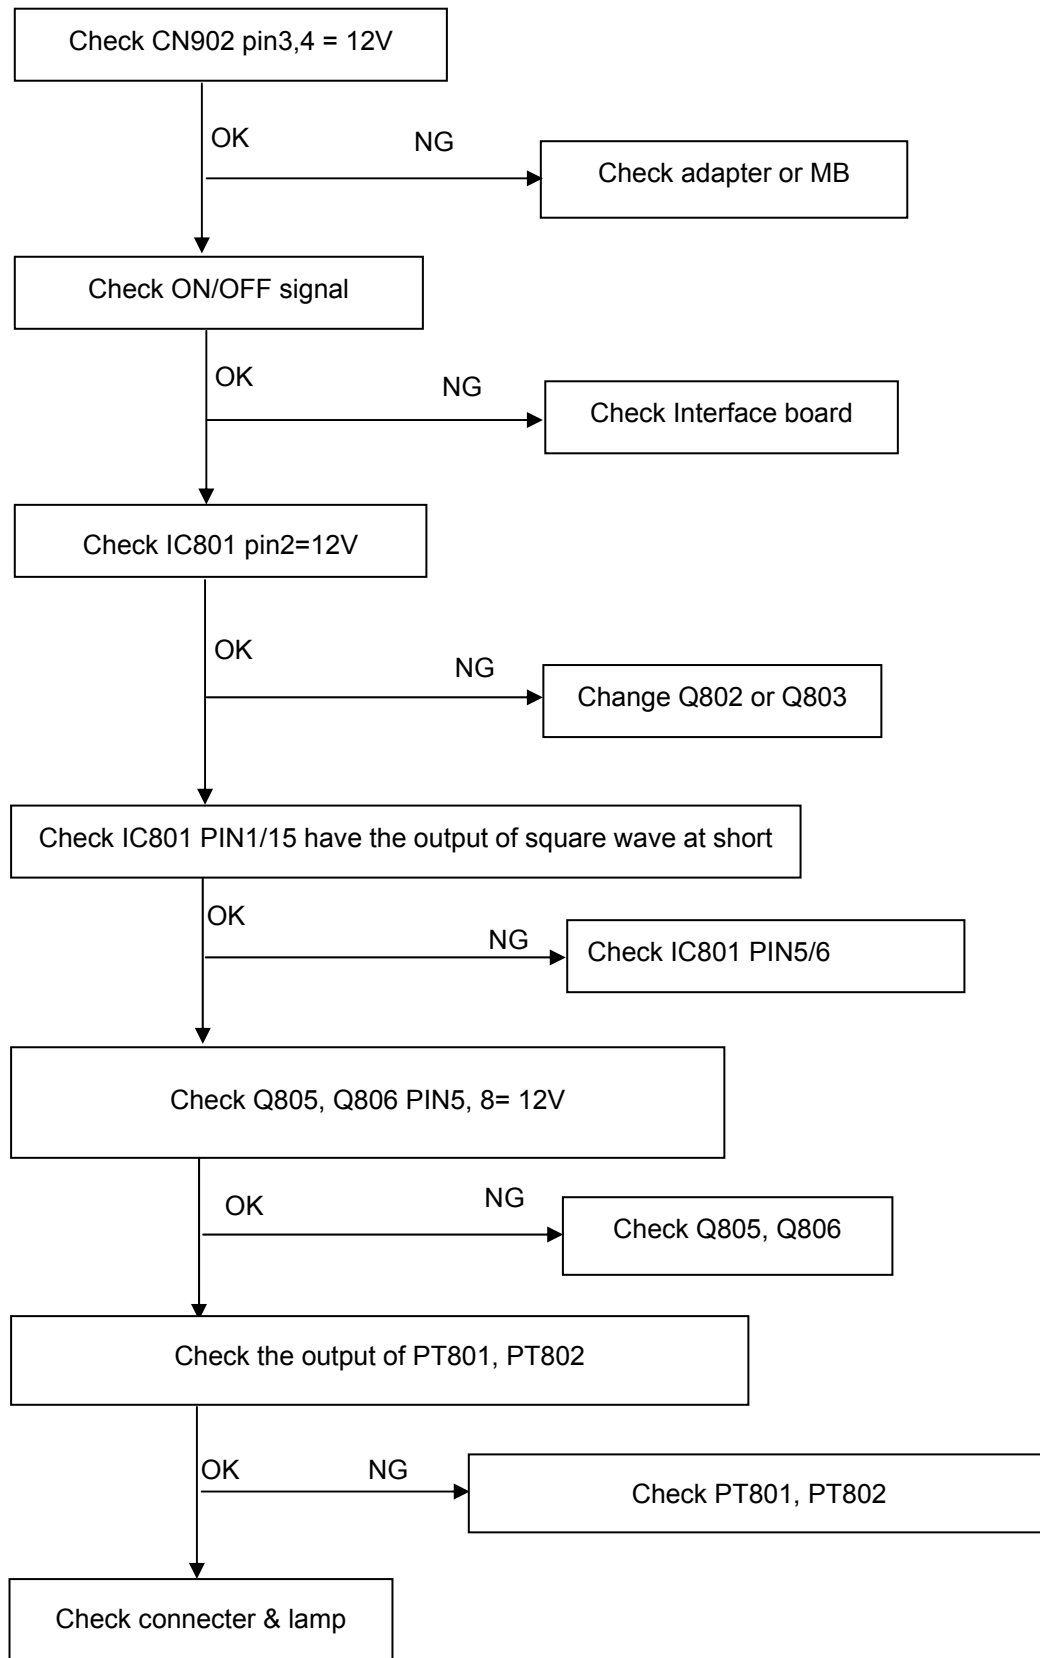 Check CN902 pin3,4 = 12V
OK
NG
Check adapter or MB
Check ON/OFF signal
OK
NG
Check Interface board
Check IC801 pin2=12V
OK
NG
Change Q802 or Q803
Check IC801 PIN1/15 have the output of square wave at short
OK
NG
Check IC801 PIN5/6
Check Q805, Q806 PIN5, 8= 12V
OK
NG
Check Q805, Q806
Check the output of PT801, PT802
OK
NG
Check PT801, PT802
Check connecter & lamp